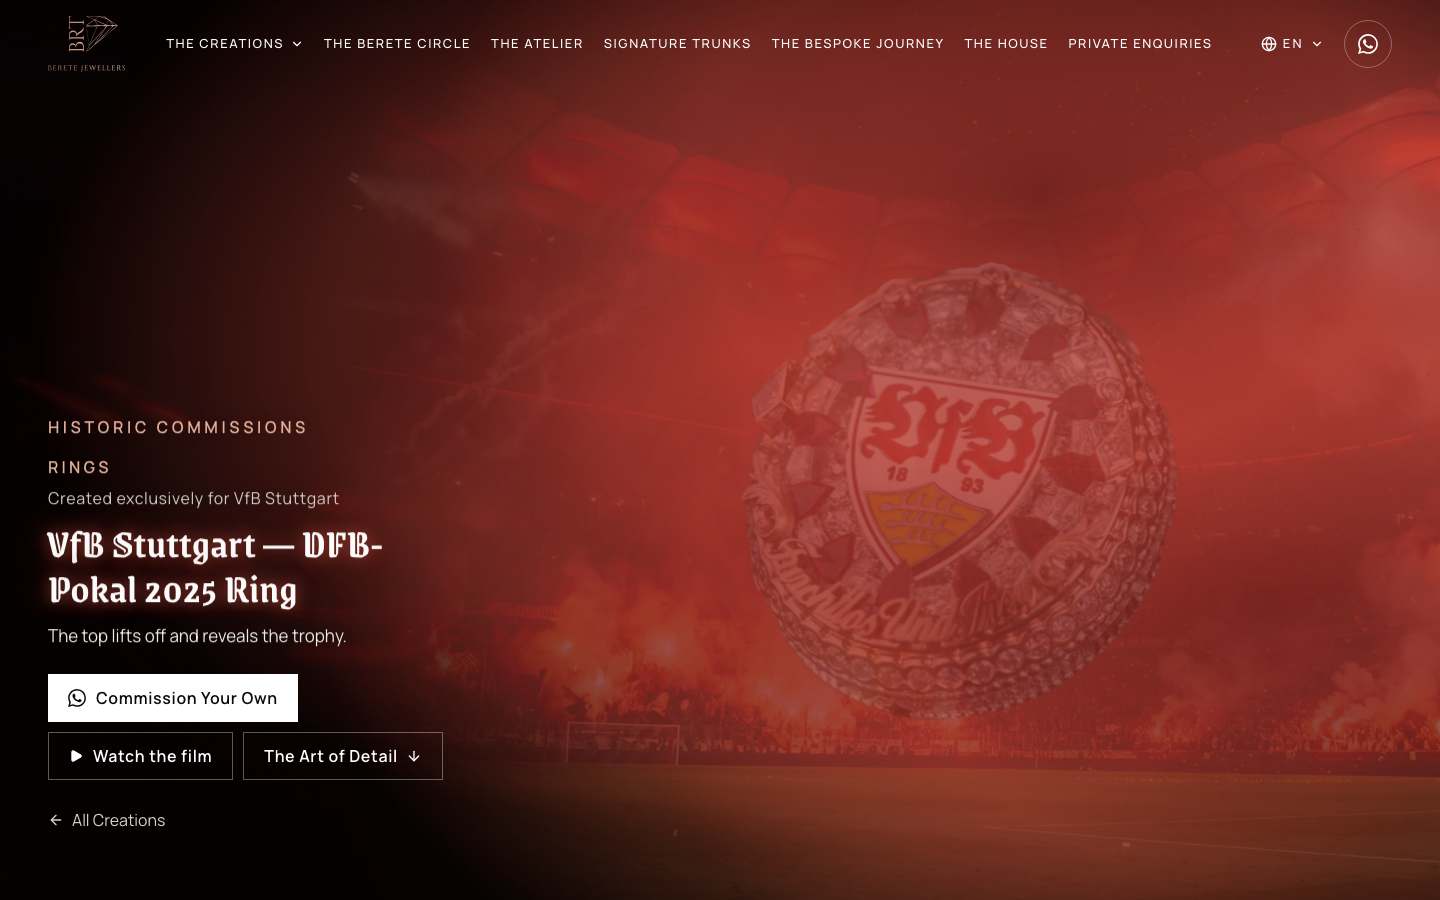 BRT
BERETE JEWELLERS
THE CREATIONS
THE BERETE CIRCLE
THE ATELIER
SIGNATURE TRUNKS
THE BESPOKE JOURNEY
THE HOUSE
PRIVATE ENQUIRIES
EN
VfB
18 93
HISTORIC COMMISSIONS
RINGS
Created exclusively for VfB Stuttgart
VfB Stuttgart — DFB-
Pokal 2025 Ring
The top lifts off and reveals the trophy.
Commission Your Own
Watch the film
The Art of Detail
All Creations